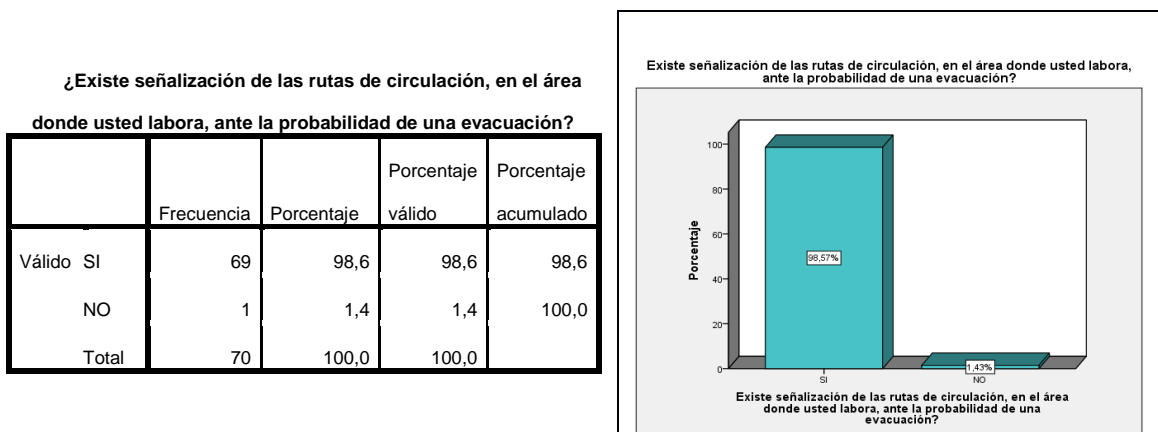 ¿Existe señalización de las rutas de circulación, en el área
donde usted labora, ante la probabilidad de una evacuación?
Frecuencia Porcentaje Porcentaje válido Porcentaje acumulado
Válido SI 69 98,6 98,6 98,6
NO 1 1,4 1,4 100,0
Total 70 100,0 100,0
Existe señalización de las rutas de circulación, en el área donde usted labora,
ante la probabilidad de una evacuación?
Porcentaje
100
80
60
40
20
0
98,57%
1,43%
SI
NO
Existe señalización de las rutas de circulación, en el área
donde usted labora, ante la probabilidad de una
evacuación?